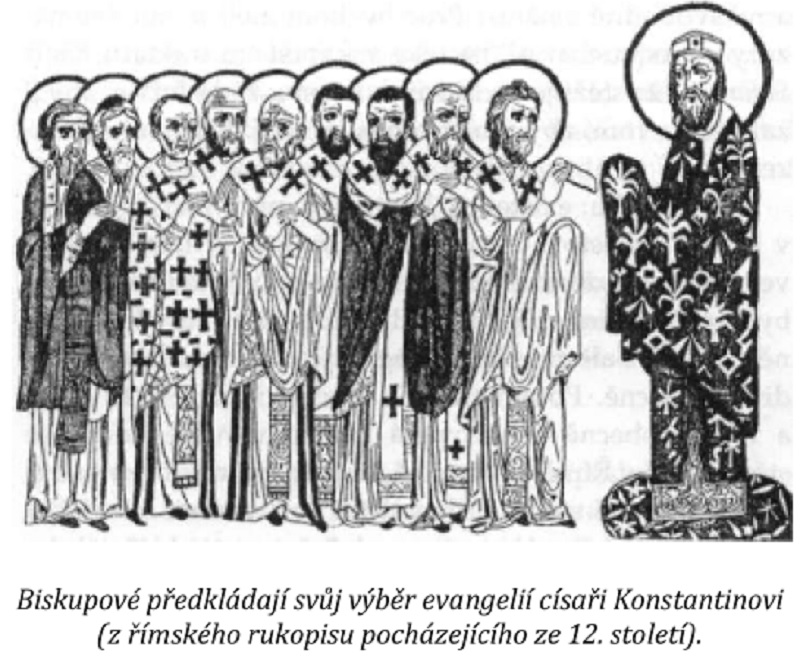 Biskupové předkládají svůj výběr evangelií císaři Konstantinovi
(z římského rukopisu pocházejícího ze 12. století).